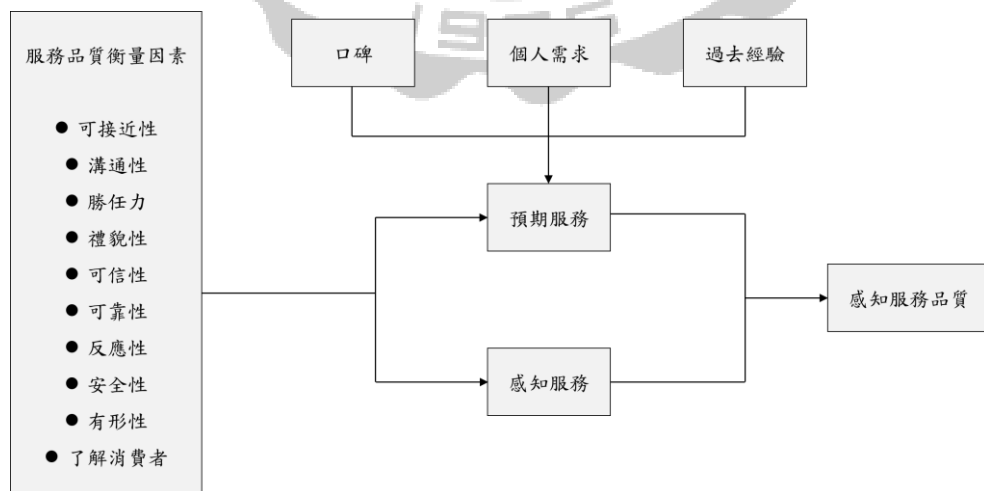 服務品質衡量因素
● 可接近性
● 溝通性
● 勝任力
● 禮貌性
● 可信性
● 可靠性
● 反應性
● 安全性
● 有形性
● 了解消費者
口碑
個人需求
過去經驗
預期服務
感知服務
感知服務品質